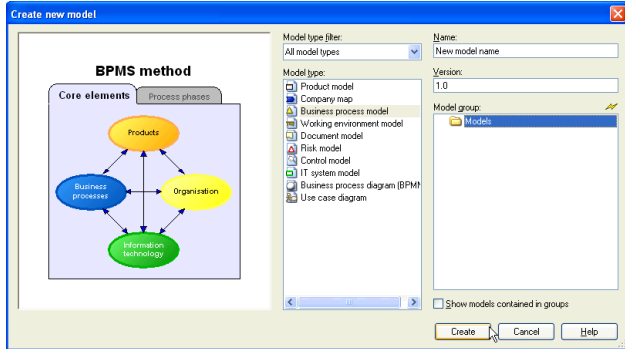 Create new model
BPMS method
Core elements
Process phases
Products
Business
processes
Organisation
Information
technology
Model type filter:
All model types
Model type:
Product model
Company map
Business process model
Working environment model
Document model
Risk model
Control model
IT system model
Business process diagram (BPMN
Use case diagram
Name:
New model name
Version:
1.0
Model group:
Models
Show models contained in groups
Create
Cancel
Help